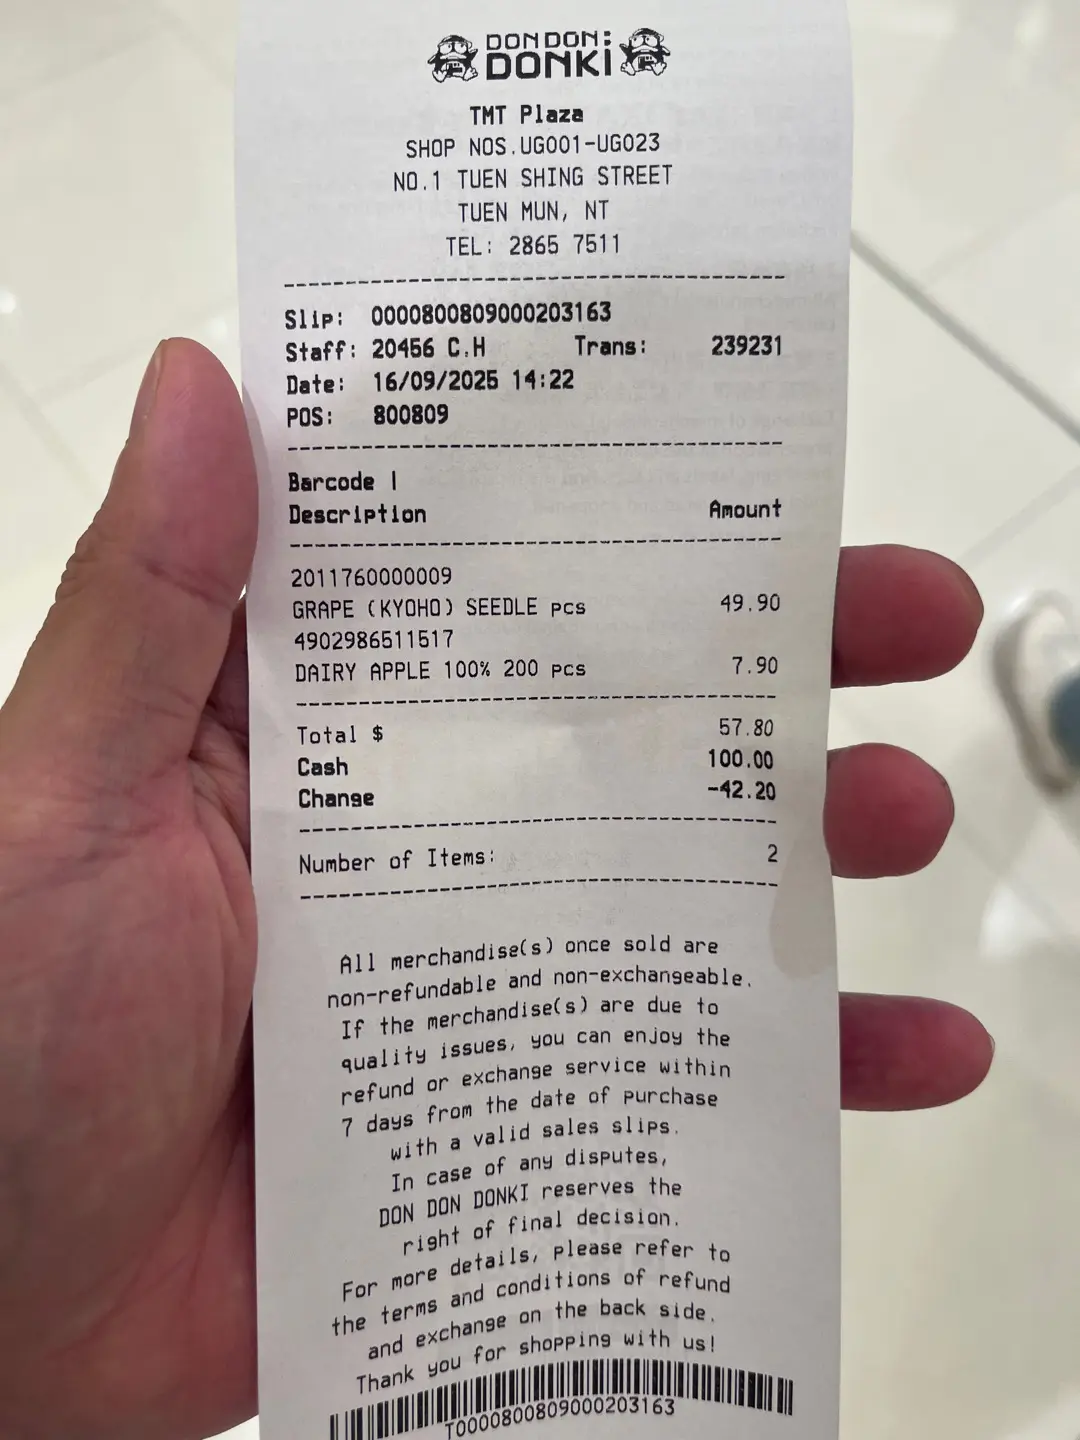 DON DON:
DONKI
TMT Plaza
SHOP NOS.UG001-UG023
NO.1 TUEN SHING STREET
TUEN MUN, NT
TEL: 2865 7511
Slip: 0000800809000203163
Staff: 20456 C.H Trans: 239231
Date: 16/09/2025 14:22
POS: 800809
Barcode |
Description Amount
2011760000009
GRAPE (KYOHO) SEEDLE pcs 49.90
4902986511517
DAIRY APPLE 100% 200 pcs 7.90
Total $ 57.80
Cash 100.00
Change -42.20
Number of Items: 2
All merchandise(s) once sold are
non-refundable and non-exchangeable.
If the merchandise(s) are due to
quality issues, you can enjoy the
refund or exchange service within
7 days from the date of purchase
with a valid sales slips.
In case of any disputes,
DON DON DONKI reserves the
right of final decision.
For more details, please refer to
the terms and conditions of refund
and exchange on the back side.
Thank you for shopping with us!
T0000800809000203163